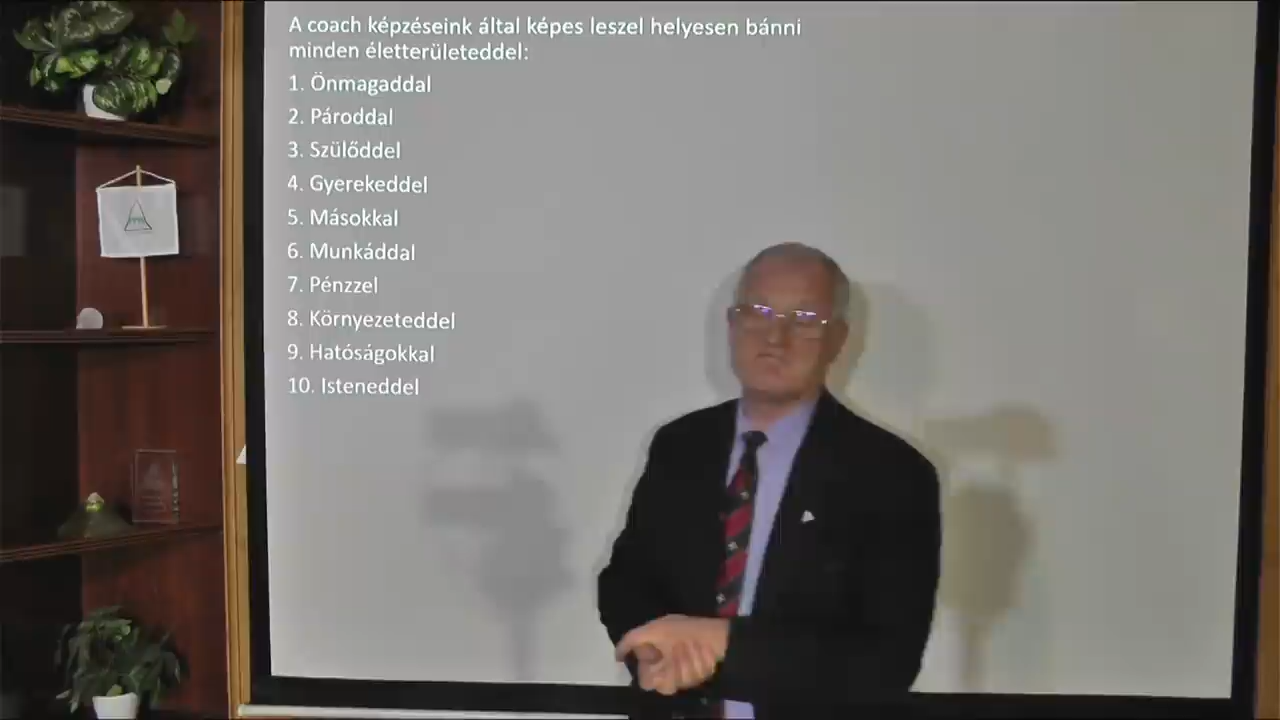 A coach képzéseink által képes leszel helyesen bánni
minden életterületeddel:
1. Önmagaddal
2. Pároddal
3. Szülőddel
4. Gyerekeddel
5. Másokkal
6. Munkáddal
7. Pénzzel
8. Környezeteddel
9. Hatóságokkal
10. Isteneddel